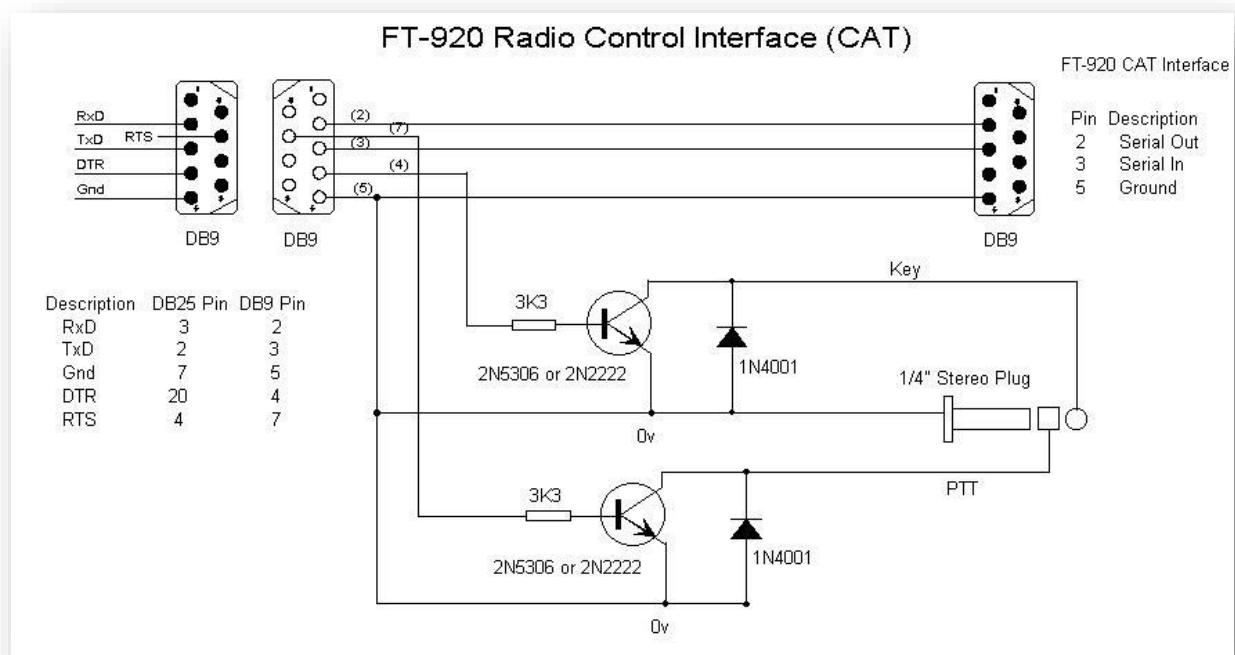 FT-920 Radio Control Interface (CAT)
FT-920 CAT Interface
Pin Description
2 Serial Out
3 Serial In
5 Ground
RxD
TxD RTS
DTR
Gnd
(2)
(7)
(3)
(4)
(5)
DB9
DB9
DB9
Description DB25 Pin DB9 Pin
RxD 3 2
TxD 2 3
Gnd 7 5
DTR 20 4
RTS 4 7
Key
3K3
2N5306 or 2N2222
1N4001
1/4" Stereo Plug
0v
3K3
PTT
2N5306 or 2N2222
1N4001
0v